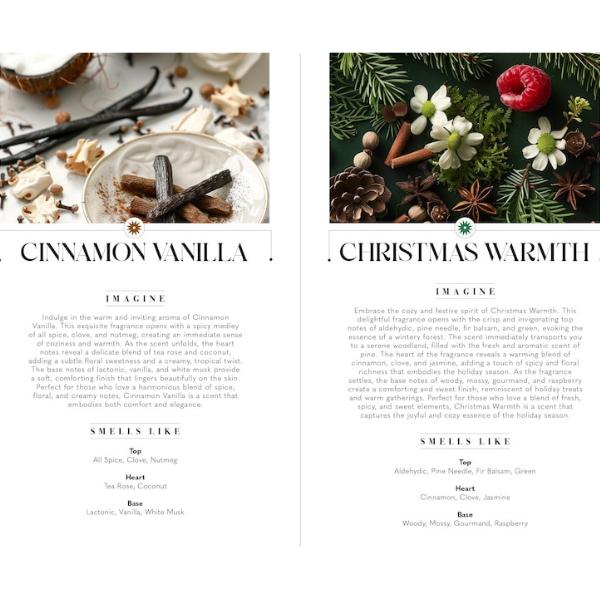 CINNAMON VANILLA
IMAGINE
Indulge in the warm and inviting aroma of Cinnamon
Vanilla. This exquisite fragrance opens with a spicy medley
of all spice, clove, and nutmeg, creating an immediate sense
of coziness and warmth. As the scent unfolds, the heart
notes reveal a delicate blend of tea rose and coconut,
adding a subtle floral sweetness and a creamy, tropical twist.
The base notes of lactonic, vanilla, and white musk provide
a soft, comforting finish that lingers beautifully on the skin.
Perfect for those who love a harmonious blend of spice,
floral, and creamy notes, Cinnamon Vanilla is a scent that
embodies both comfort and elegance.
SMELLS LIKE
Top
All Spice, Clove, Nutmeg
Heart
Tea Rose, Coconut
Base
Lactonic, Vanilla, White Musk
CHRISTMAS WARMTH
IMAGINE
Embrace the cozy and festive spirit of Christmas Warmth. This
delightful fragrance opens with the crisp and invigorating top
notes of aldehydic, pine needle, fir balsam, and green, evoking the
essence of a wintery forest. The scent immediately transports you
to a serene woodland, filled with the fresh and aromatic scent of
pine. The heart of the fragrance reveals a warming blend of
cinnamon, clove, and jasmine, adding a touch of spicy and floral
richness that embodies the holiday season. As the fragrance
settles, the base notes of woody, mossy, gourmand, and raspberry
create a comforting and sweet finish, reminiscent of holiday treats
and warm gatherings. Perfect for those who love a blend of fresh,
spicy, and sweet elements, Christmas Warmth is a scent that
captures the joyful and cozy essence of the holiday season.
SMELLS LIKE
Top
Aldehydic, Pine Needle, Fir Balsam, Green
Heart
Cinnamon, Clove, Jasmine
Base
Woody, Mossy, Gourmand, Raspberry